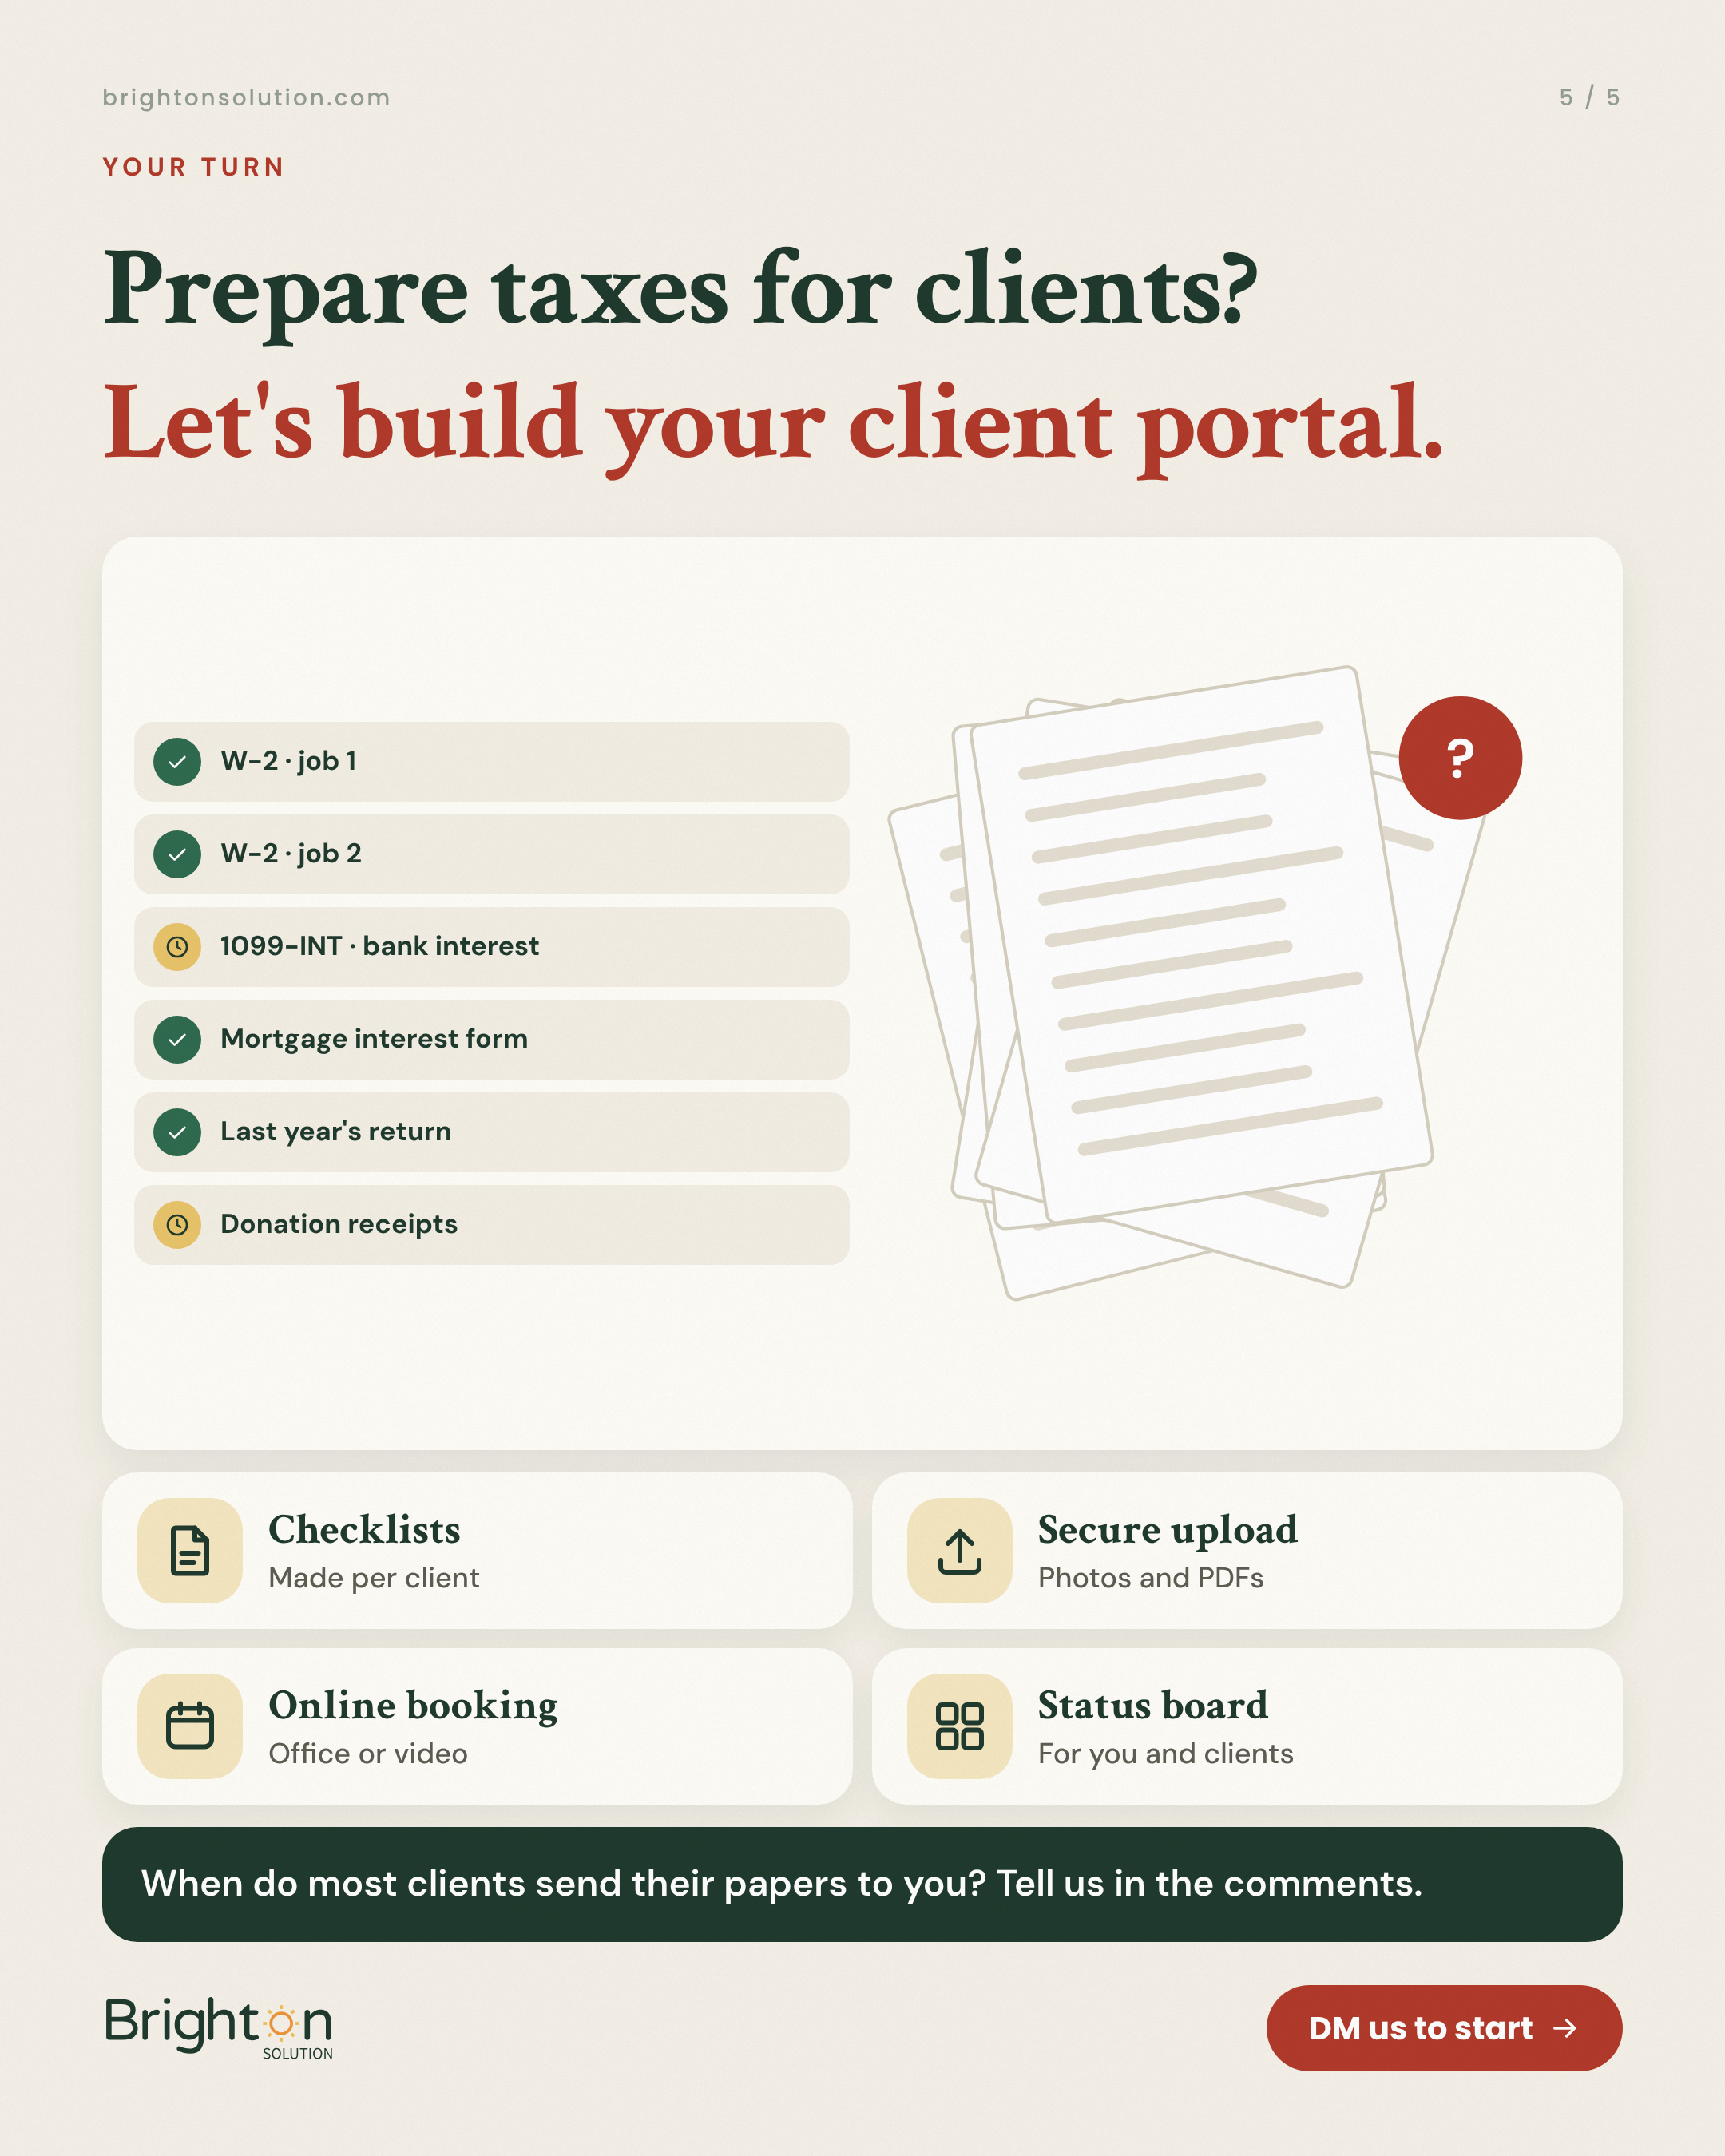 brightonsolution.com
5 / 5
YOUR TURN
Prepare taxes for clients?
Let's build your client portal.
W-2 · job 1
W-2 · job 2
1099-INT · bank interest
Mortgage interest form
Last year's return
Donation receipts
?
Checklists
Made per client
Secure upload
Photos and PDFs
Online booking
Office or video
Status board
For you and clients
When do most clients send their papers to you? Tell us in the comments.
Brighton
SOLUTION
DM us to start →